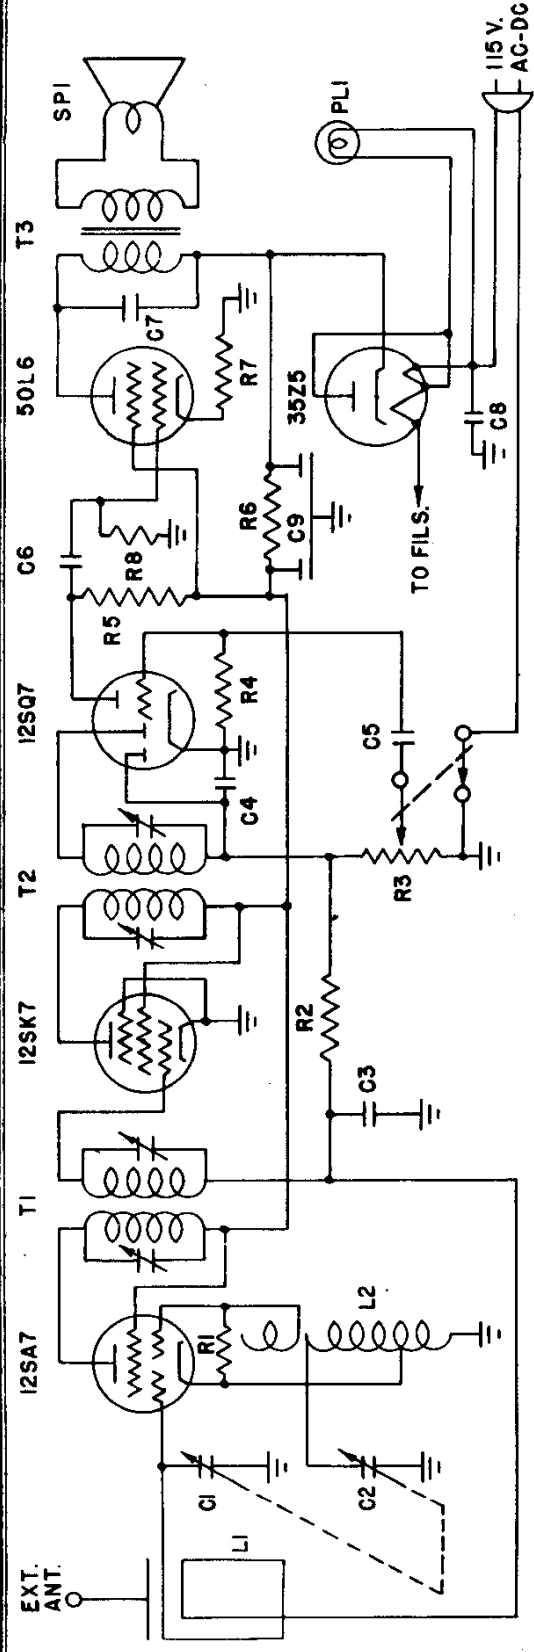 EXT.
ANT.
L1
C1
C2
12SA7
R1
L2
T1
12SK7
C3
R2
T2
12SQ7
C4
R4
R3
C5
C6
R5
R8
50L6
R6
C9
R7
C7
T3
SP1
35Z5
TO FILS.
C8
PL1
115 V.
AC-DC